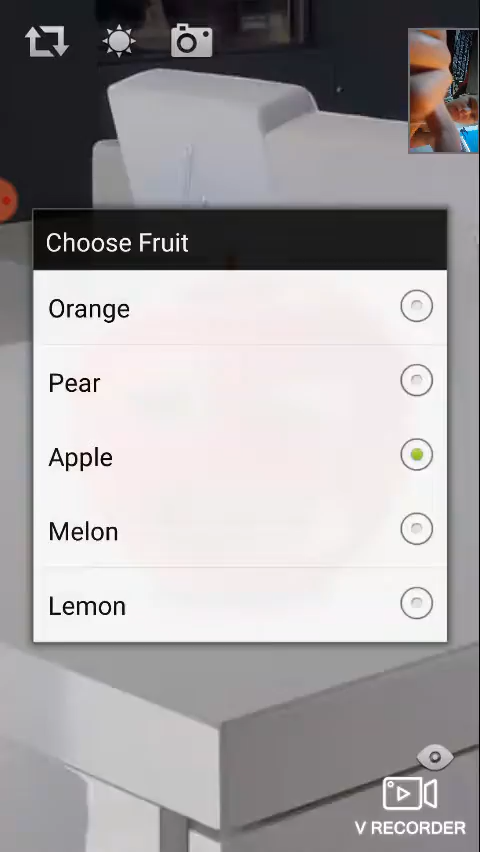 Choose Fruit
Orange
Pear
Apple
Melon
Lemon
V RECORDER